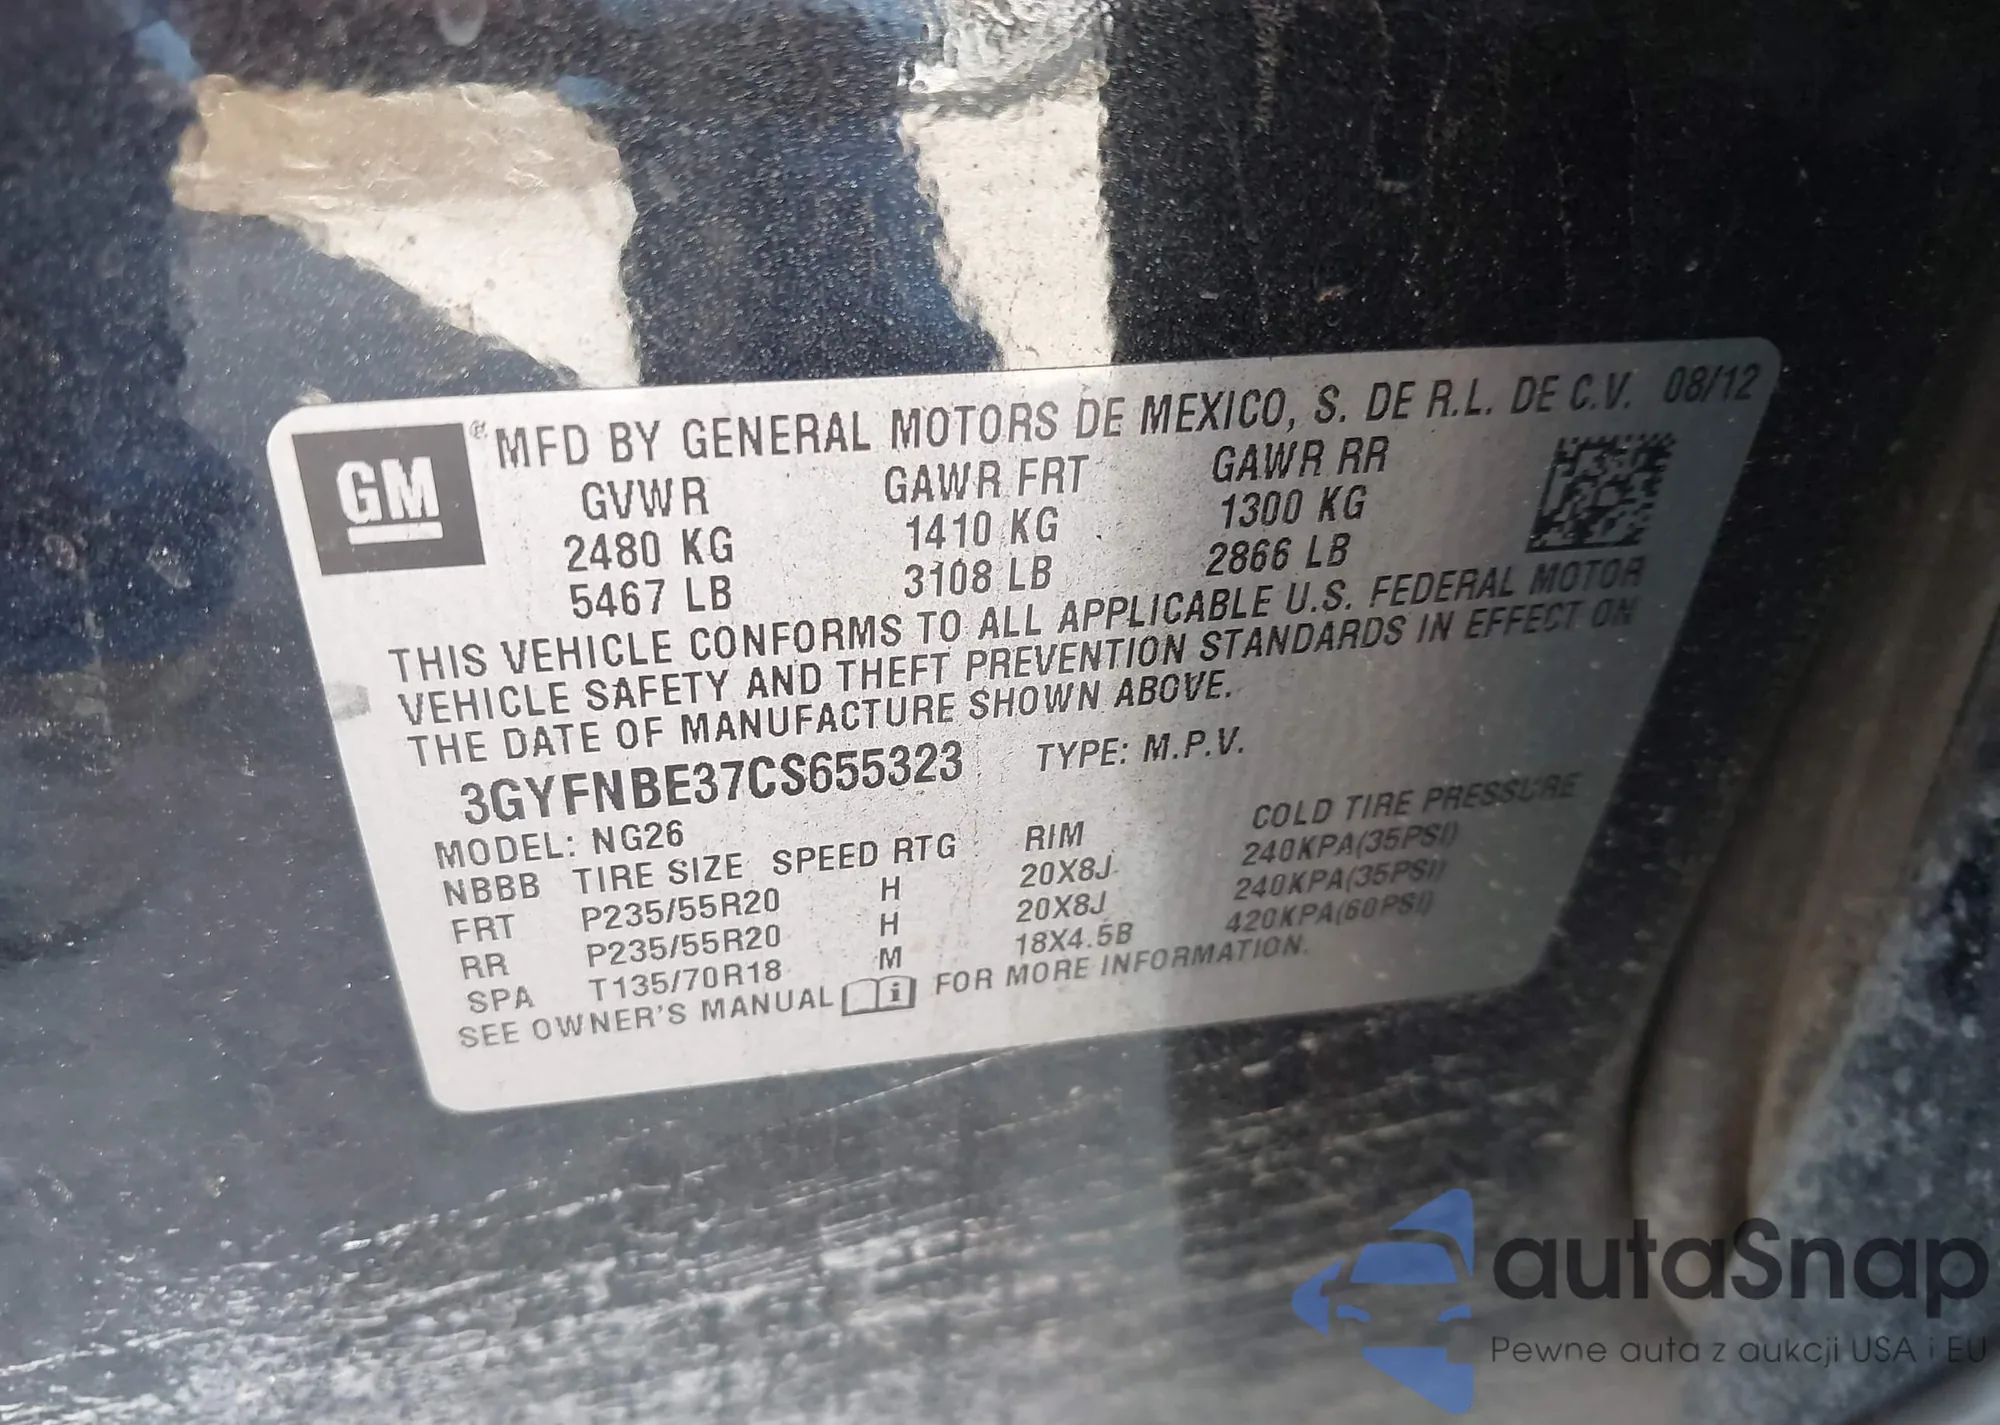 GM
® MFD BY GENERAL MOTORS DE MEXICO, S. DE R.L. DE C.V. 08/12
GVWR GAWR FRT GAWR RR
2480 KG 1410 KG 1300 KG
5467 LB 3108 LB 2866 LB
THIS VEHICLE CONFORMS TO ALL APPLICABLE U.S. FEDERAL MOTOR
VEHICLE SAFETY AND THEFT PREVENTION STANDARDS IN EFFECT ON
THE DATE OF MANUFACTURE SHOWN ABOVE.
3GYFNBE37CS655323 TYPE: M.P.V.
MODEL: NG26
NBBB TIRE SIZE SPEED RTG RIM COLD TIRE PRESSURE
FRT P235/55R20 H 20X8J 240KPA(35PSI)
RR P235/55R20 H 20X8J 240KPA(35PSI)
SPA T135/70R18 M 18X4.5B 420KPA(60PSI)
SEE OWNER'S MANUAL i FOR MORE INFORMATION.
autaSnap
Pewne auta z aukcji USA i EU